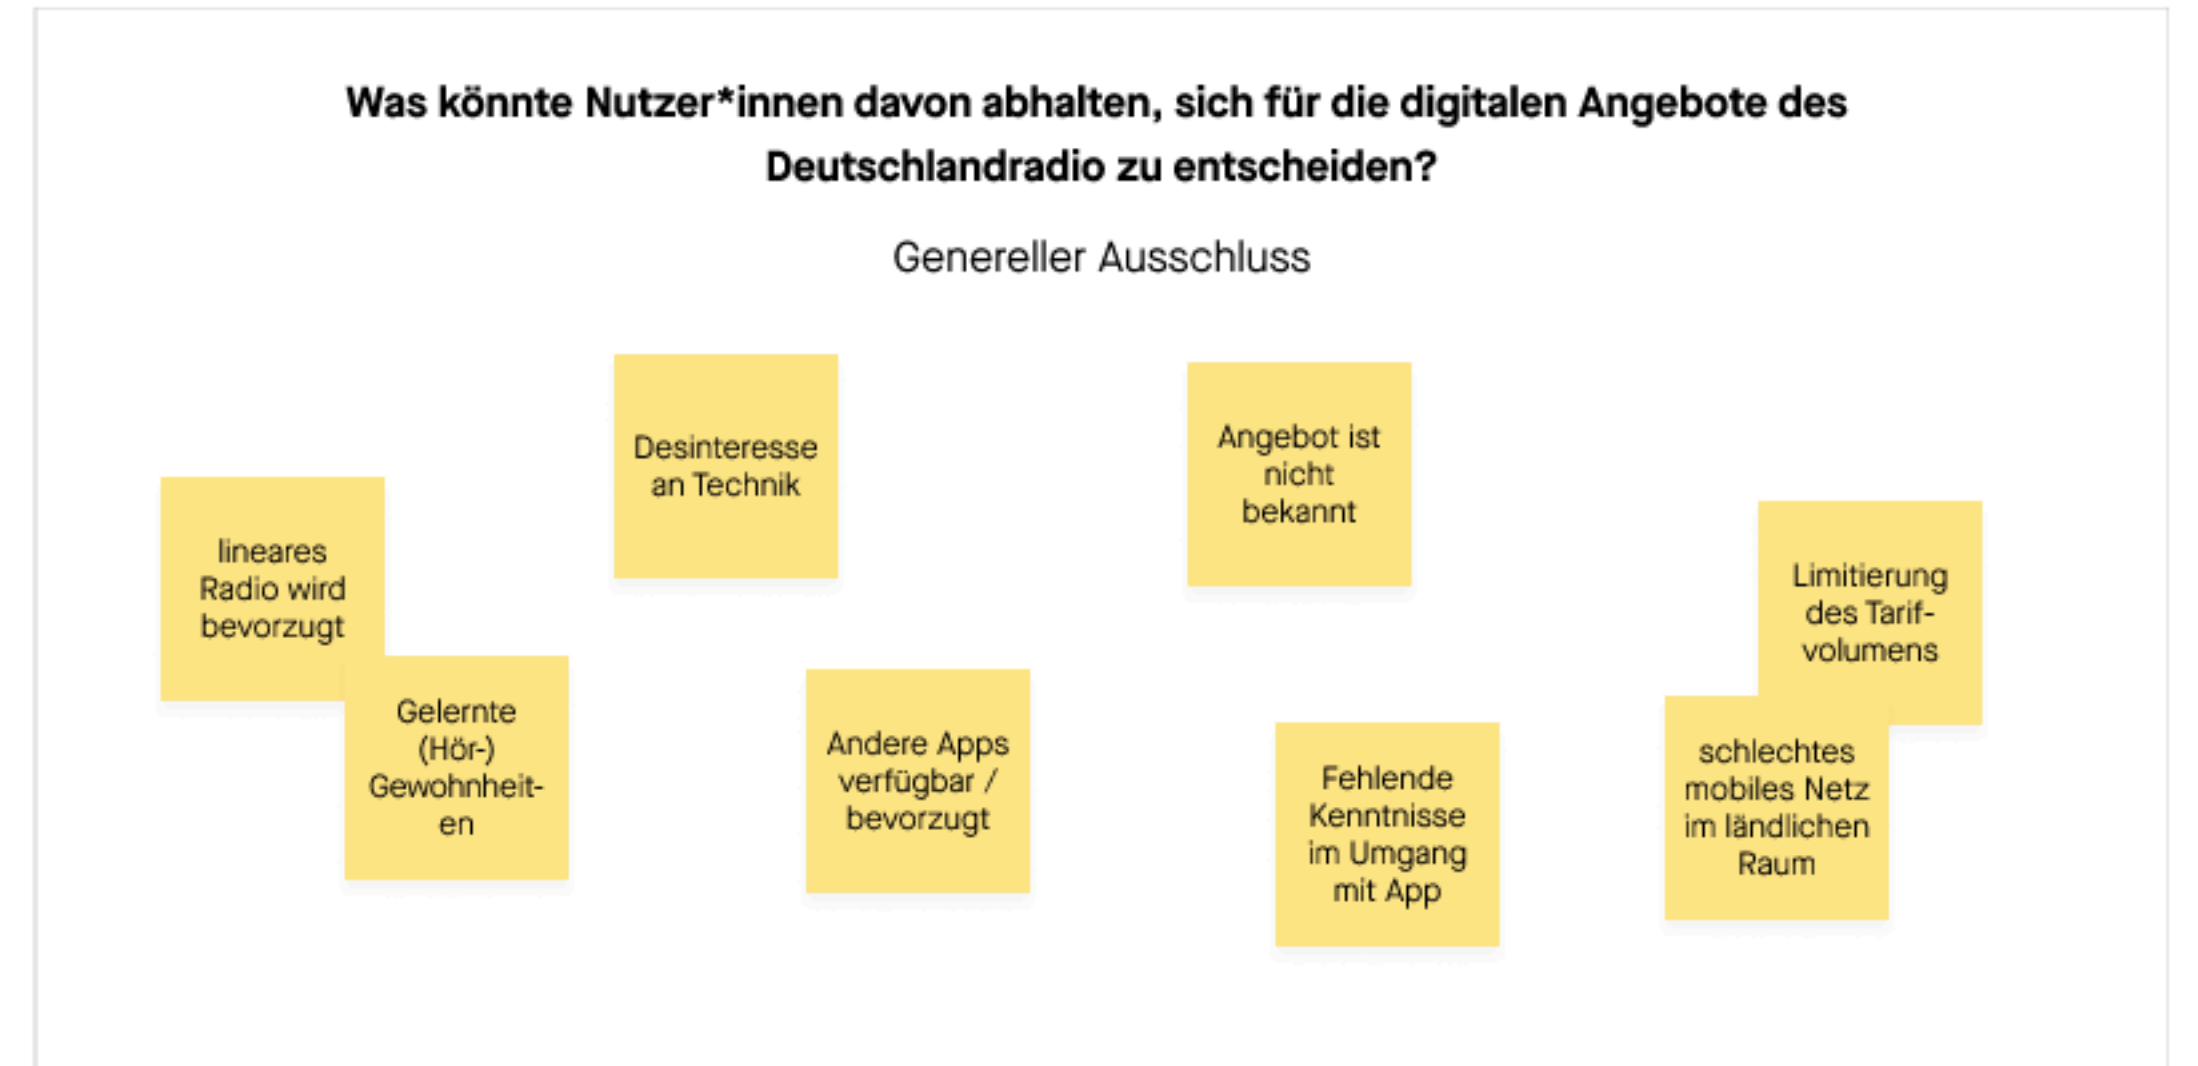 Was könnte Nutzer*innen davon abhalten, sich für die digitalen Angebote des
Deutschlandradio zu entscheiden?
Genereller Ausschluss
lineares
Radio wird
bevorzugt
Gelernte
(Hör-)
Gewohnheit-
en
Desinteresse
an Technik
Andere Apps
verfügbar /
bevorzugt
Angebot ist
nicht
bekannt
Fehlende
Kenntnisse
im Umgang
mit App
Limitierung
des Tarif-
volumens
schlechtes
mobiles Netz
im ländlichen
Raum